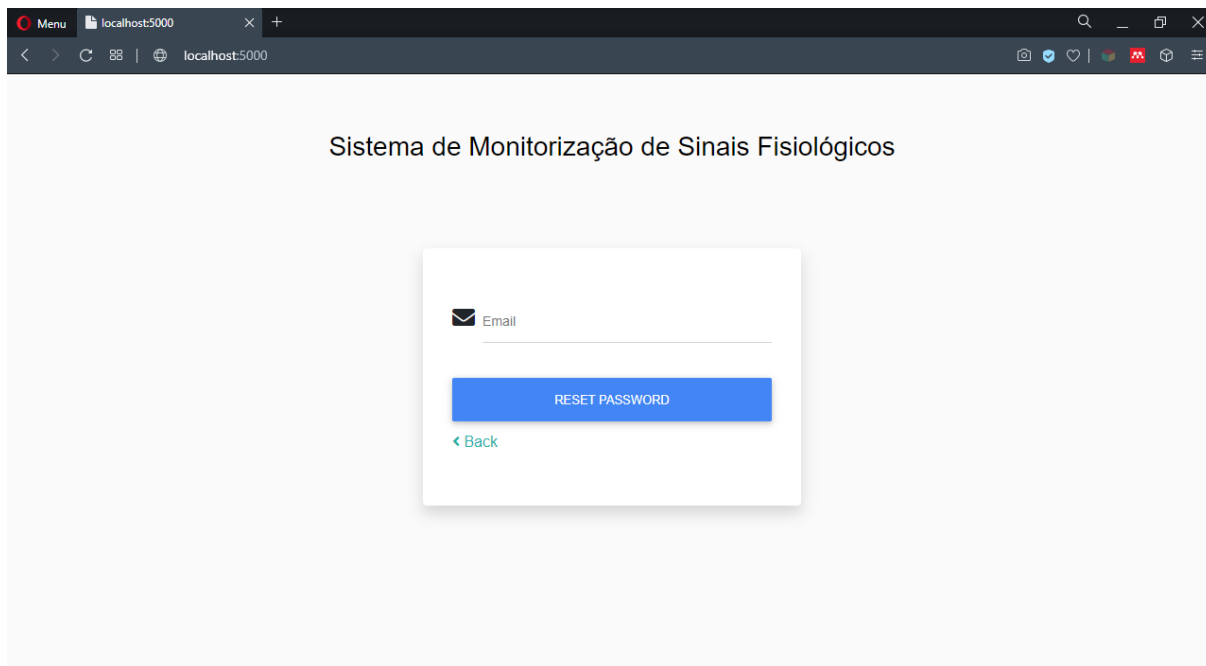 Menu
localhost:5000
localhost:5000
Sistema de Monitorização de Sinais Fisiológicos
Email
RESET PASSWORD
Back